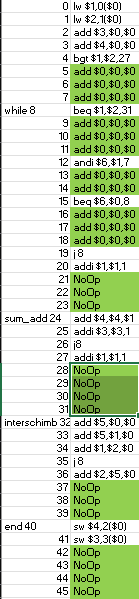 0 lw $1,0($0)
1 lw $2,1($0)
2 add $3,$0,$0
3 add $4,$0,$0
4 bgt $1,$2,27
5 add $0,$0,$0
6 add $0,$0,$0
7 add $0,$0,$0
while 8 beq $1,$2,31
9 add $0,$0,$0
10 add $0,$0,$0
11 add $0,$0,$0
12 andi $6,$1,7
13 add $0,$0,$0
14 add $0,$0,$0
15 beq $6,$0,8
16 add $0,$0,$0
17 add $0,$0,$0
18 add $0,$0,$0
19 j 8
20 addi $1,$1,1
21 NoOp
22 NoOp
23 NoOp
sum_add 24 add $4,$4,$1
25 addi $3,$3,1
26 j8
27 addi $1,$1,1
28 NoOp
29 NoOp
30 NoOp
31 NoOp
interschimb 32 add $5,$0,$0
33 add $5,$1,$0
34 add $1,$2,$0
35 j 8
36 add $2,$5,$0
37 NoOp
38 NoOp
39 NoOp
end 40 sw $4,2($0)
41 sw $3,3($0)
42 NoOp
43 NoOp
44 NoOp
45 NoOp